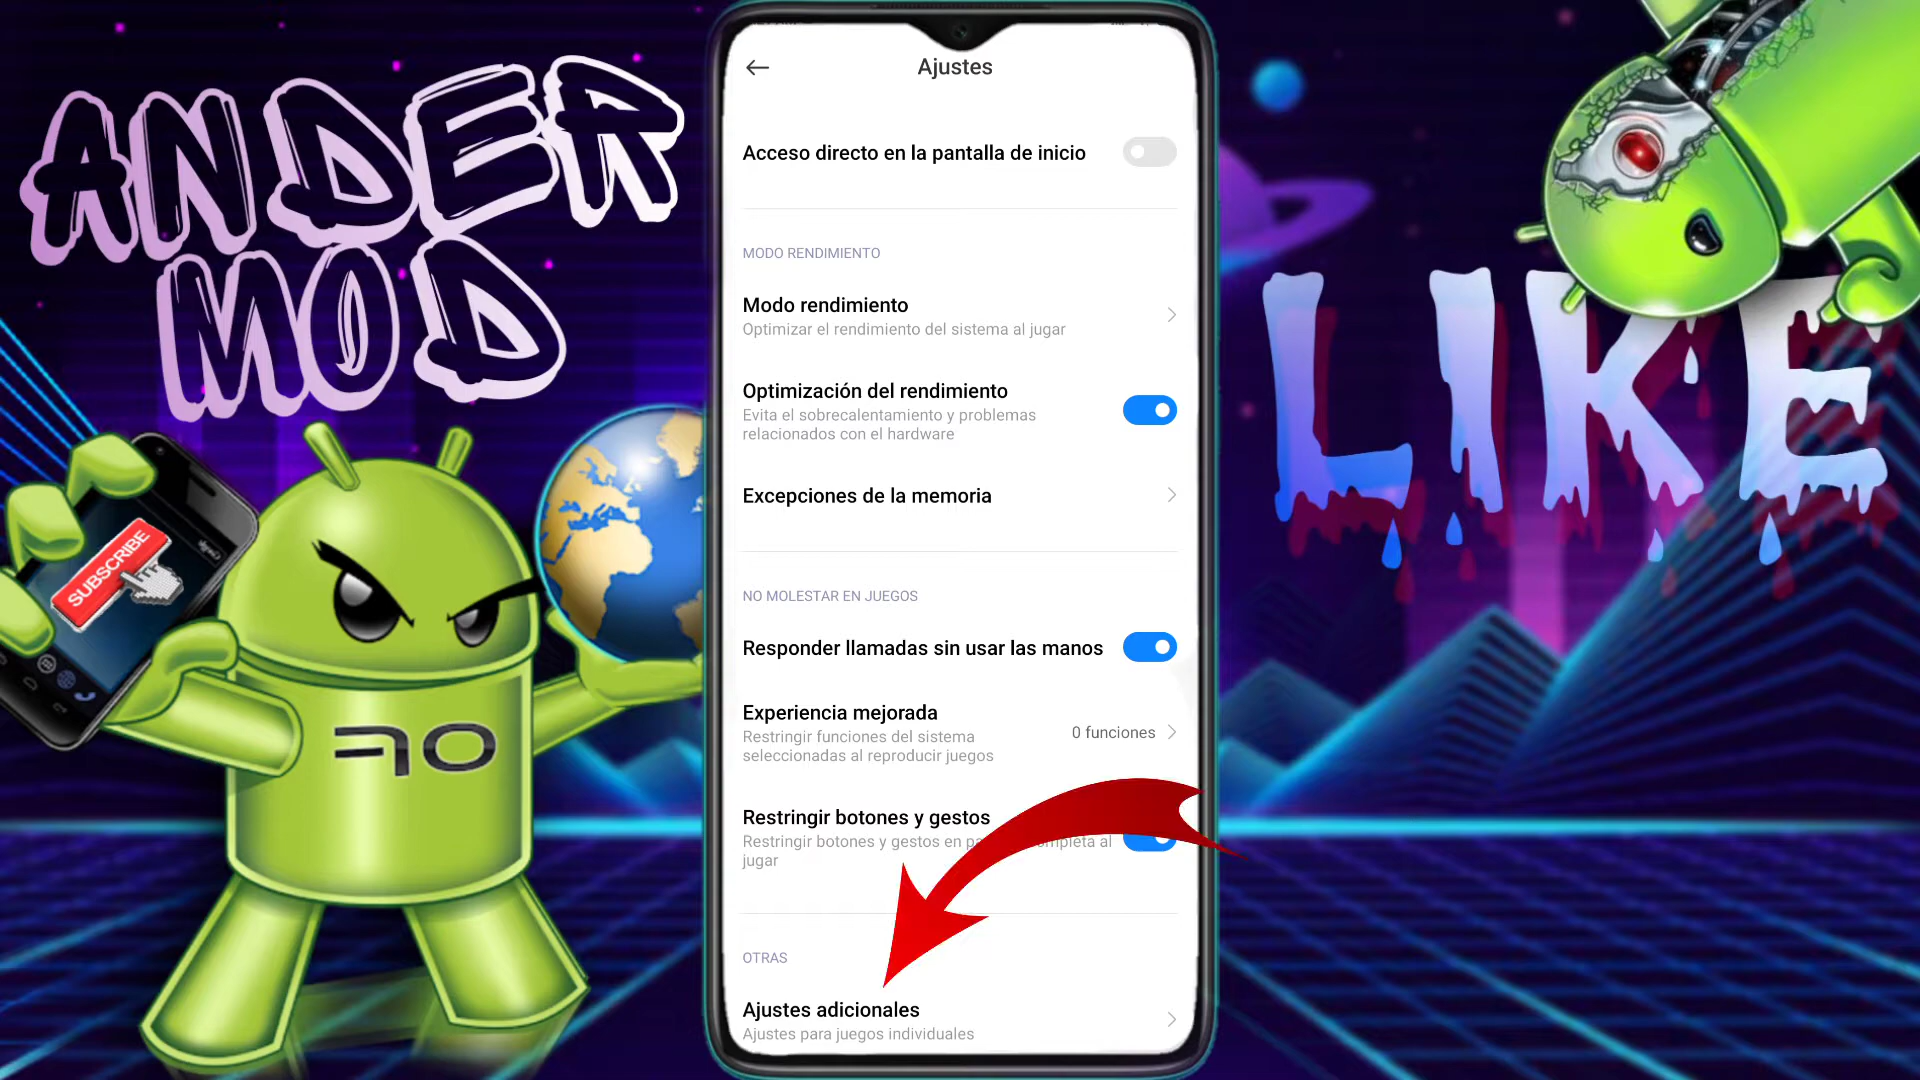 ANDER
MOD
SUBSCRIBE
Ajustes
Acceso directo en la pantalla de inicio
MODO RENDIMIENTO
Modo rendimiento
Optimizar el rendimiento del sistema al jugar
Optimización del rendimiento
Evita el sobrecalentamiento y problemas
relacionados con el hardware
Excepciones de la memoria
NO MOLESTAR EN JUEGOS
Responder llamadas sin usar las manos
Experiencia mejorada
Restringir funciones del sistema
seleccionadas al reproducir juegos
0 funciones
Restringir botones y gestos
Restringir botones y gestos en al
jugar
OTRAS
Ajustes adicionales
Ajustes para juegos individuales
LIKE